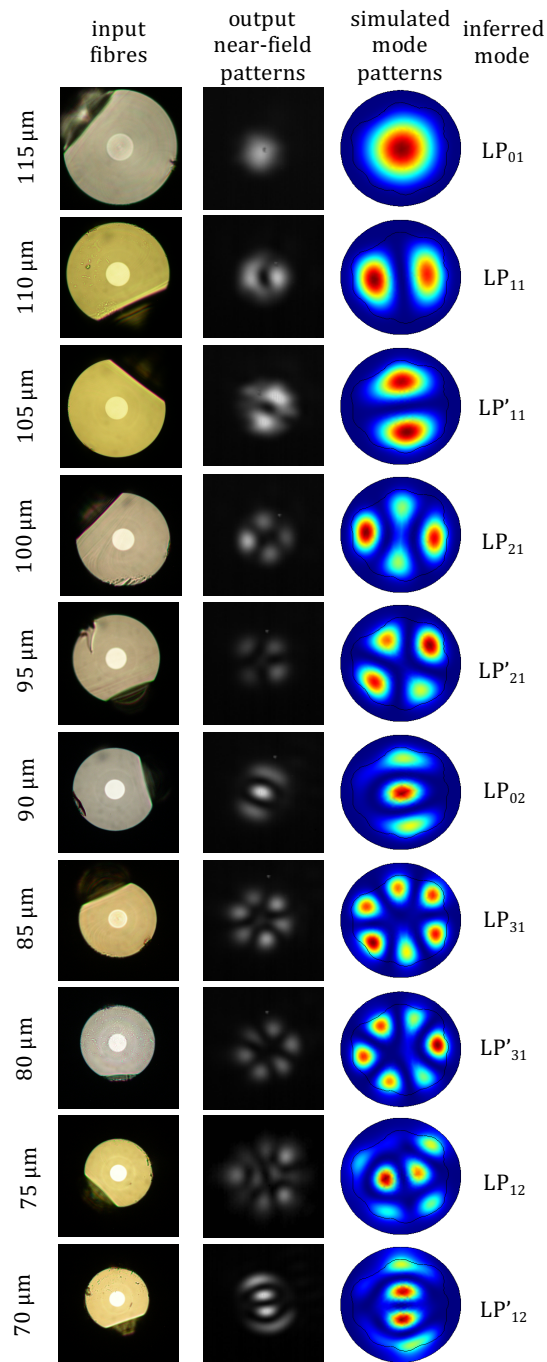 input
fibres
output
near-field
patterns
simulated
mode
patterns
inferred
mode
115 µm
LP01
110 µm
LP11
105 µm
LP'11
100 µm
LP21
95 µm
LP'21
90 µm
LP02
85 µm
LP31
80 µm
LP'31
75 µm
LP12
70 µm
LP'12